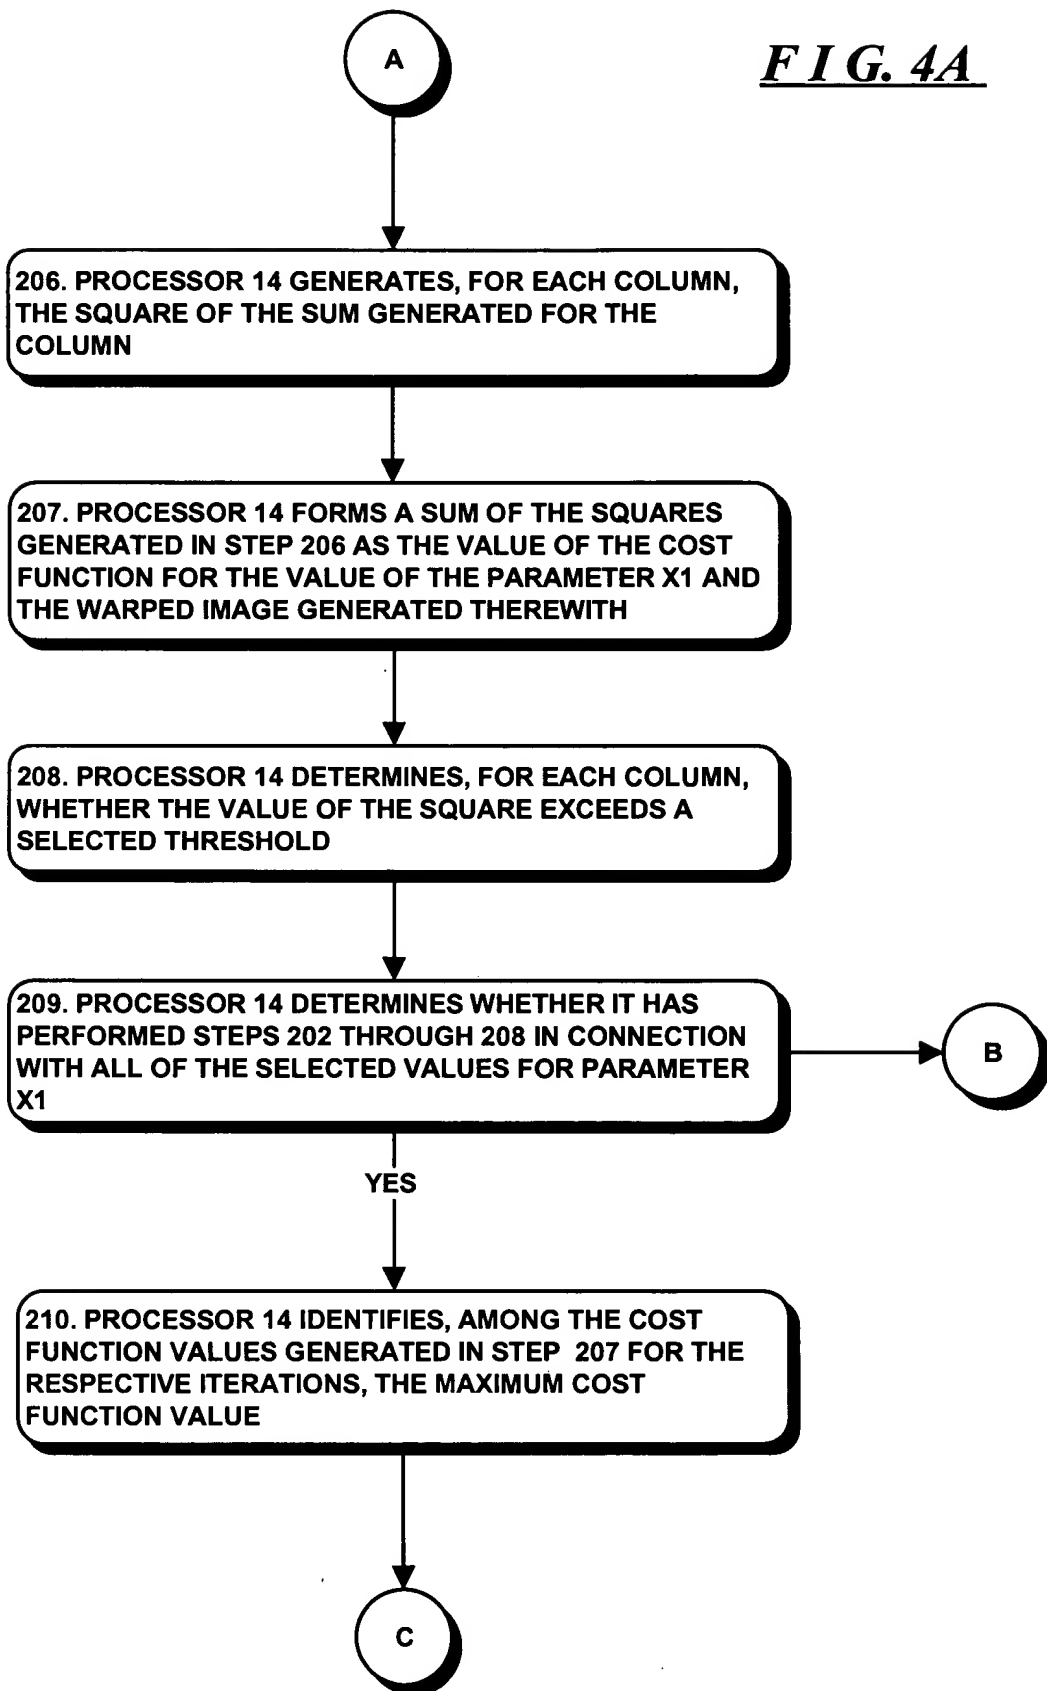 A
F I G. 4A
206. PROCESSOR 14 GENERATES, FOR EACH COLUMN,
THE SQUARE OF THE SUM GENERATED FOR THE
COLUMN
207. PROCESSOR 14 FORMS A SUM OF THE SQUARES
GENERATED IN STEP 206 AS THE VALUE OF THE COST
FUNCTION FOR THE VALUE OF THE PARAMETER X1 AND
THE WARPED IMAGE GENERATED THEREWITH
208. PROCESSOR 14 DETERMINES, FOR EACH COLUMN,
WHETHER THE VALUE OF THE SQUARE EXCEEDS A
SELECTED THRESHOLD
209. PROCESSOR 14 DETERMINES WHETHER IT HAS
PERFORMED STEPS 202 THROUGH 208 IN CONNECTION
WITH ALL OF THE SELECTED VALUES FOR PARAMETER
X1
B
YES
210. PROCESSOR 14 IDENTIFIES, AMONG THE COST
FUNCTION VALUES GENERATED IN STEP 207 FOR THE
RESPECTIVE ITERATIONS, THE MAXIMUM COST
FUNCTION VALUE
C